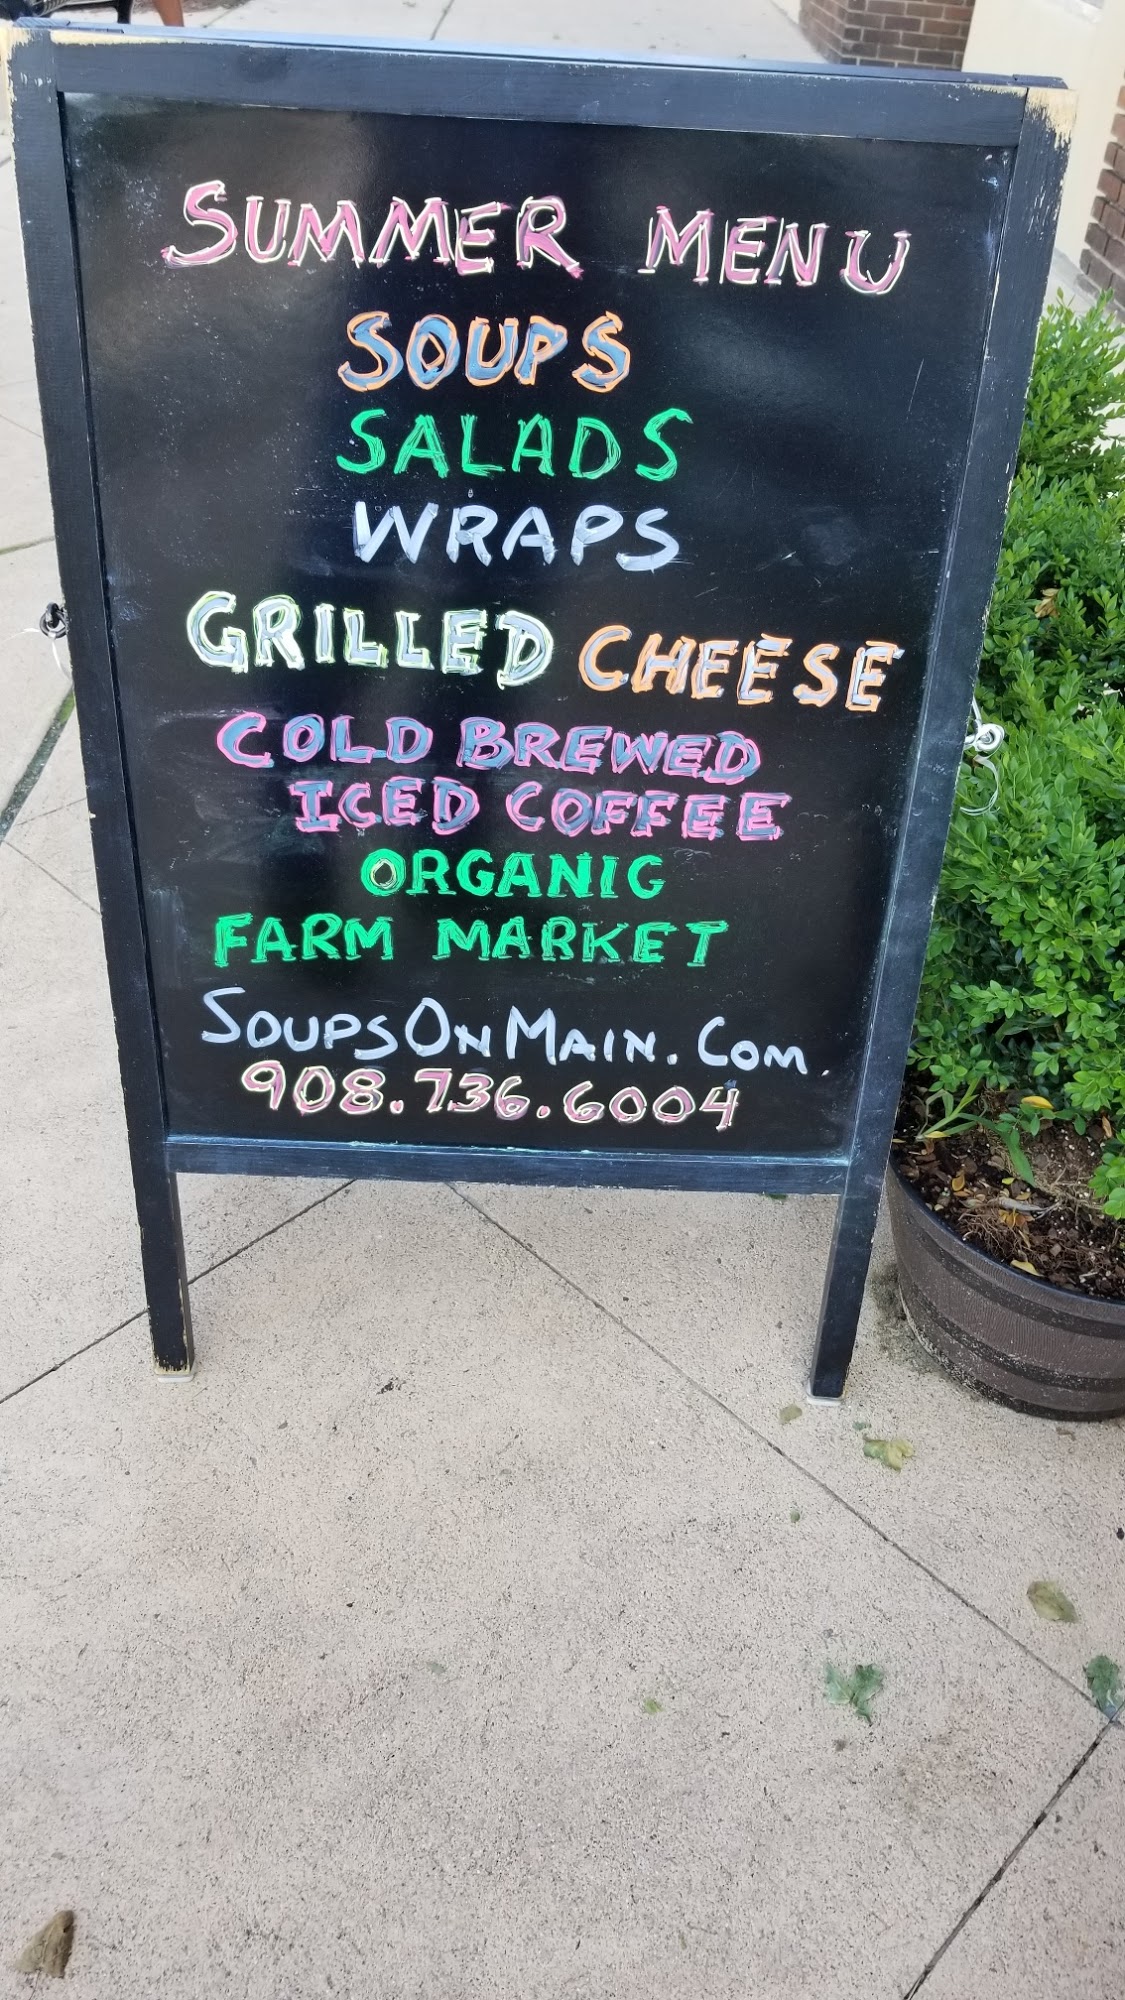 SUMMER MENU
SOUPS
SALADS
WRAPS
GRILLED CHEESE
COLD BREWED
ICED COFFEE
ORGANIC
FARM MARKET
SOUPSONMAIN.COM.
908.736.6004